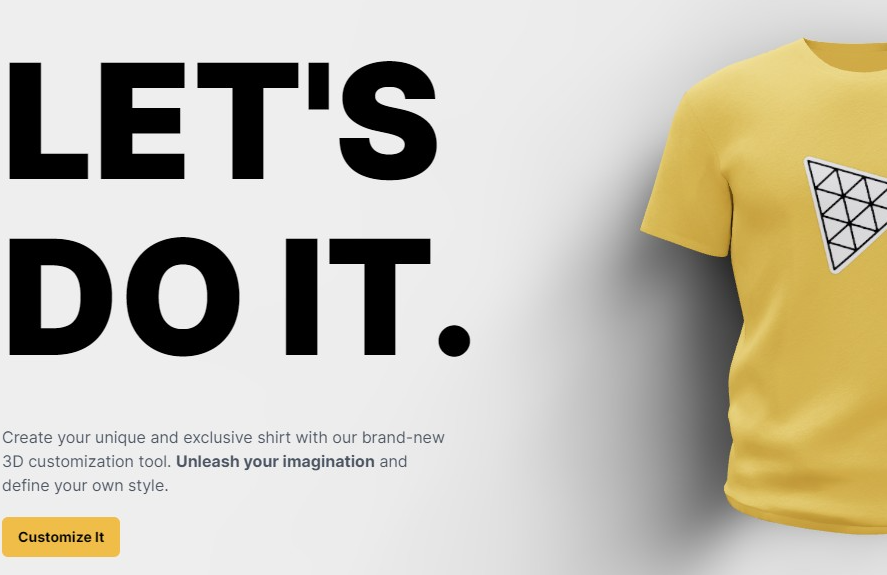 LET'S
DO IT.
Create your unique and exclusive shirt with our brand-new
3D customization tool. Unleash your imagination and
define your own style.
Customize It